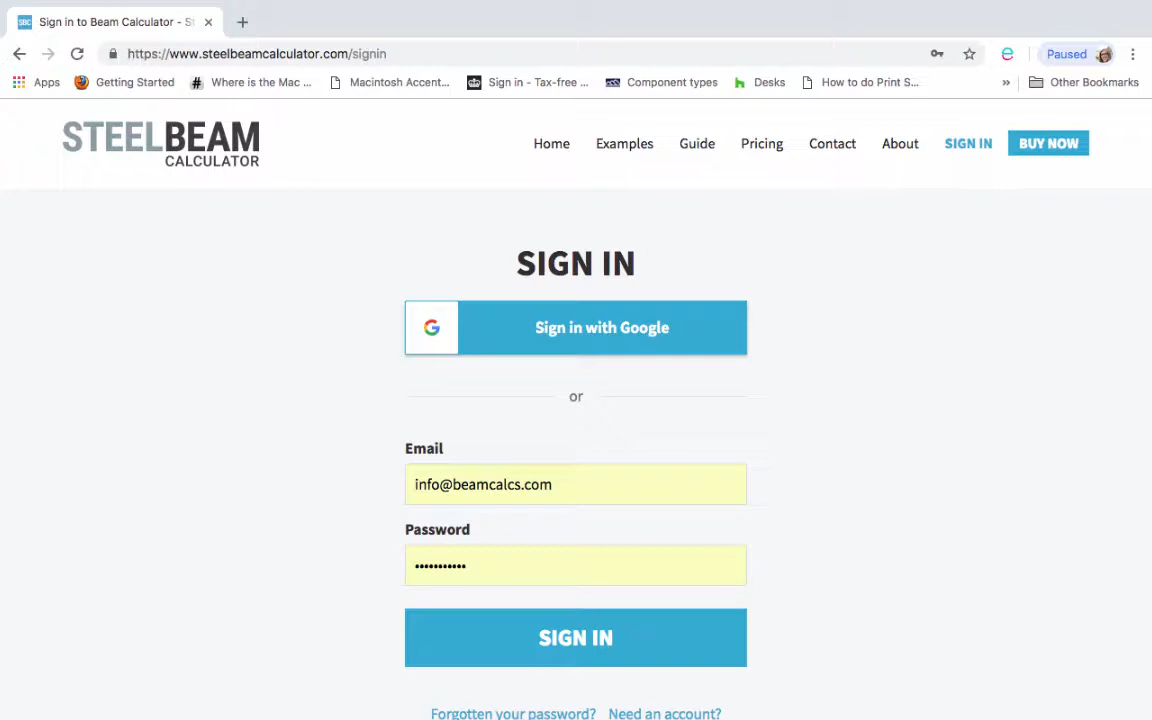 SBC Sign in to Beam Calculator - St
https://www.steelbeamcalculator.com/signin
Paused
Apps Getting Started Where is the Mac ... Macintosh Accent... Sign in - Tax-free ... Component types Desks How to do Print S... » Other Bookmarks
STEELBEAM
CALCULATOR
Home Examples Guide Pricing Contact About SIGN IN BUY NOW
SIGN IN
Sign in with Google
or
Email
info@beamcalcs.com
Password
•••••••••••
SIGN IN
Forgotten your password? Need an account?